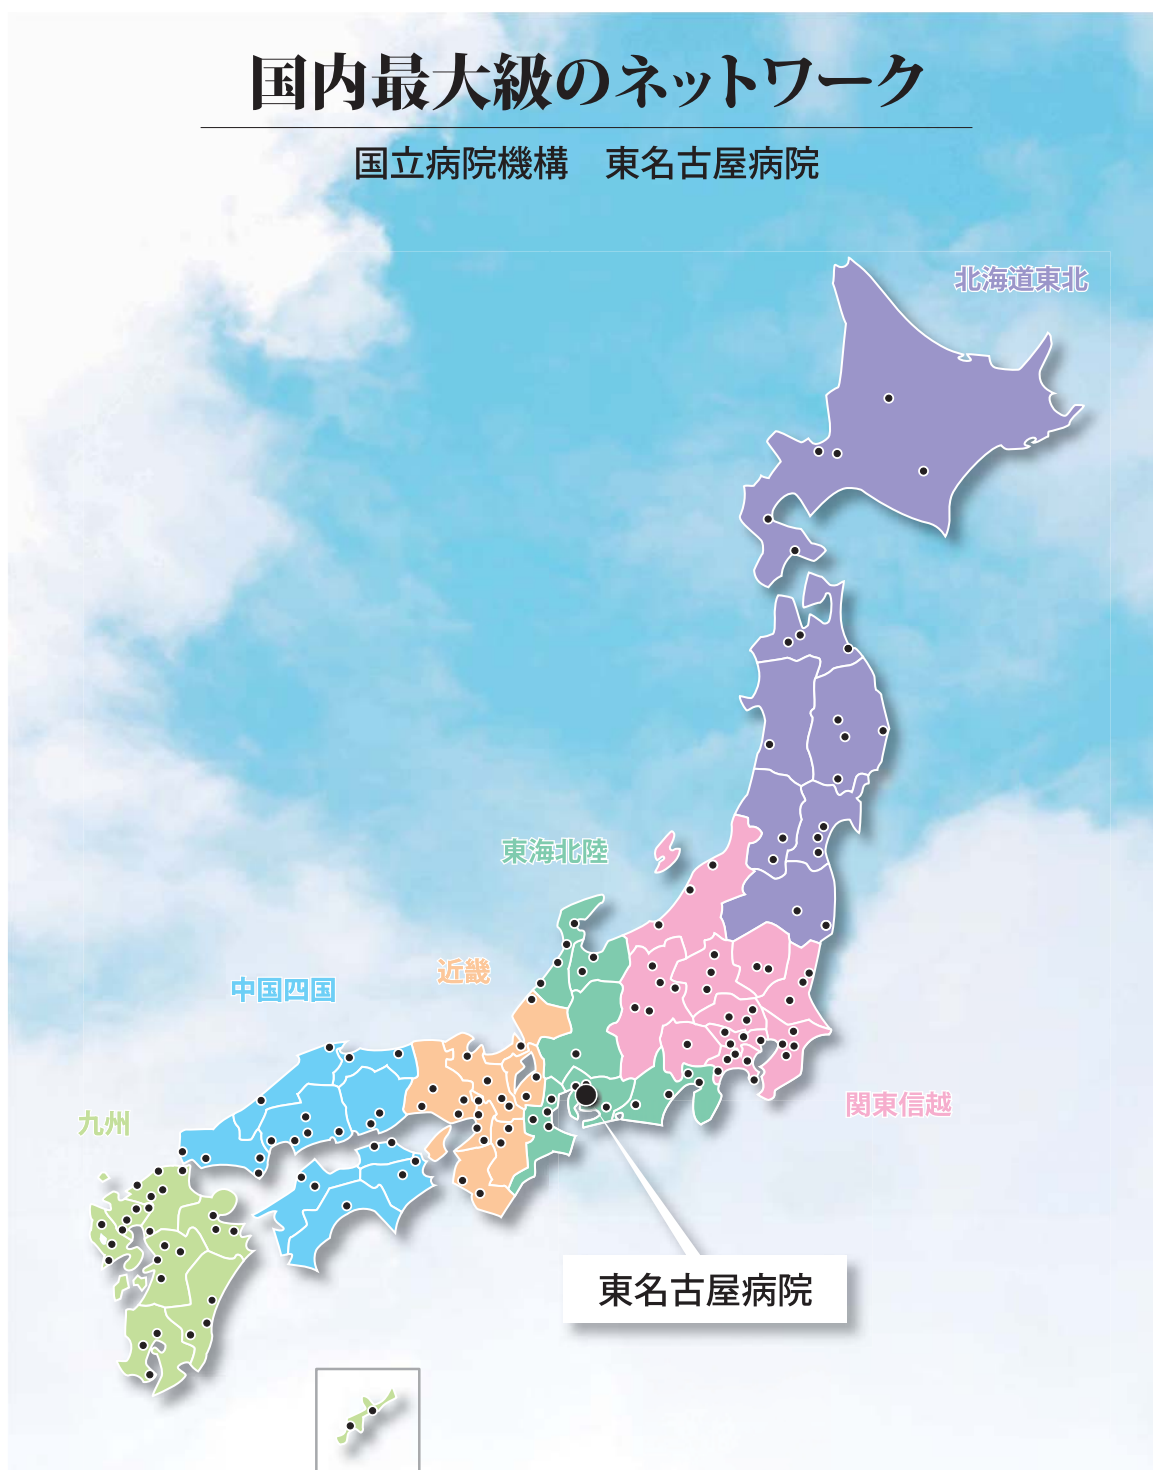 国内最大級のネットワーク
国立病院機構　東名古屋病院
北海道東北
東海北陸
近畿
中国四国
関東信越
九州
東名古屋病院